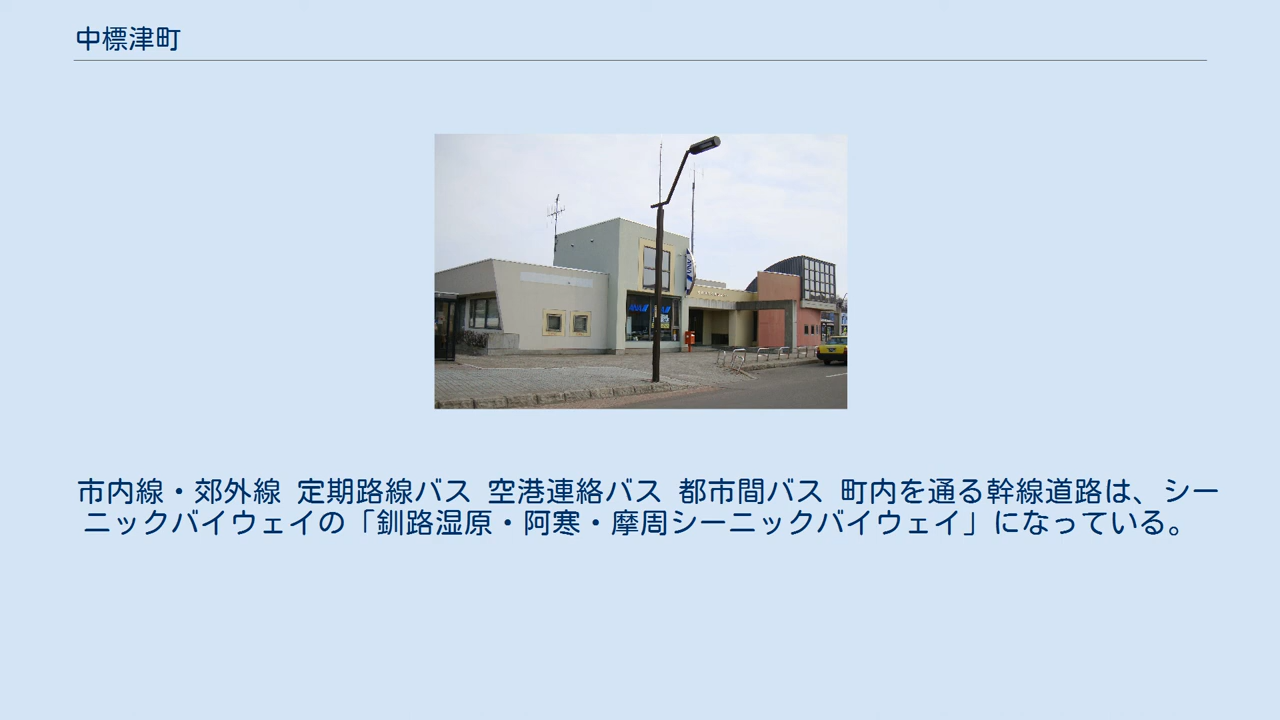 中標津町
ANA
市内線・郊外線 定期路線バス 空港連絡バス 都市間バス 町内を通る幹線道路は、シー
ニックバイウェイの「釧路湿原・阿寒・摩周シーニックバイウェイ」になっている。